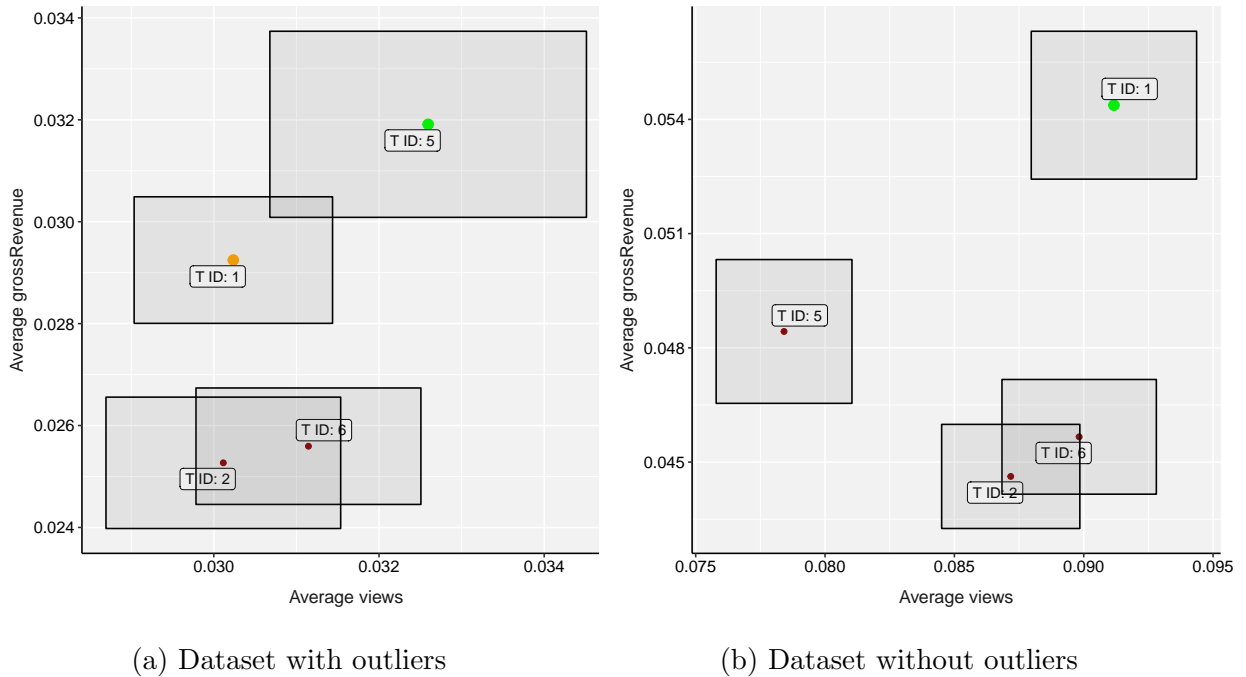 0.034
0.032
0.030
0.028
0.026
0.024
Average grossRevenue
T ID: 5
T ID: 1
T ID: 6
T ID: 2
0.030
0.032
0.034
Average views
(a) Dataset with outliers
0.054
0.051
0.048
0.045
Average grossRevenue
T ID: 1
T ID: 5
T ID: 6
T ID: 2
0.075
0.080
0.085
0.090
0.095
Average views
(b) Dataset without outliers